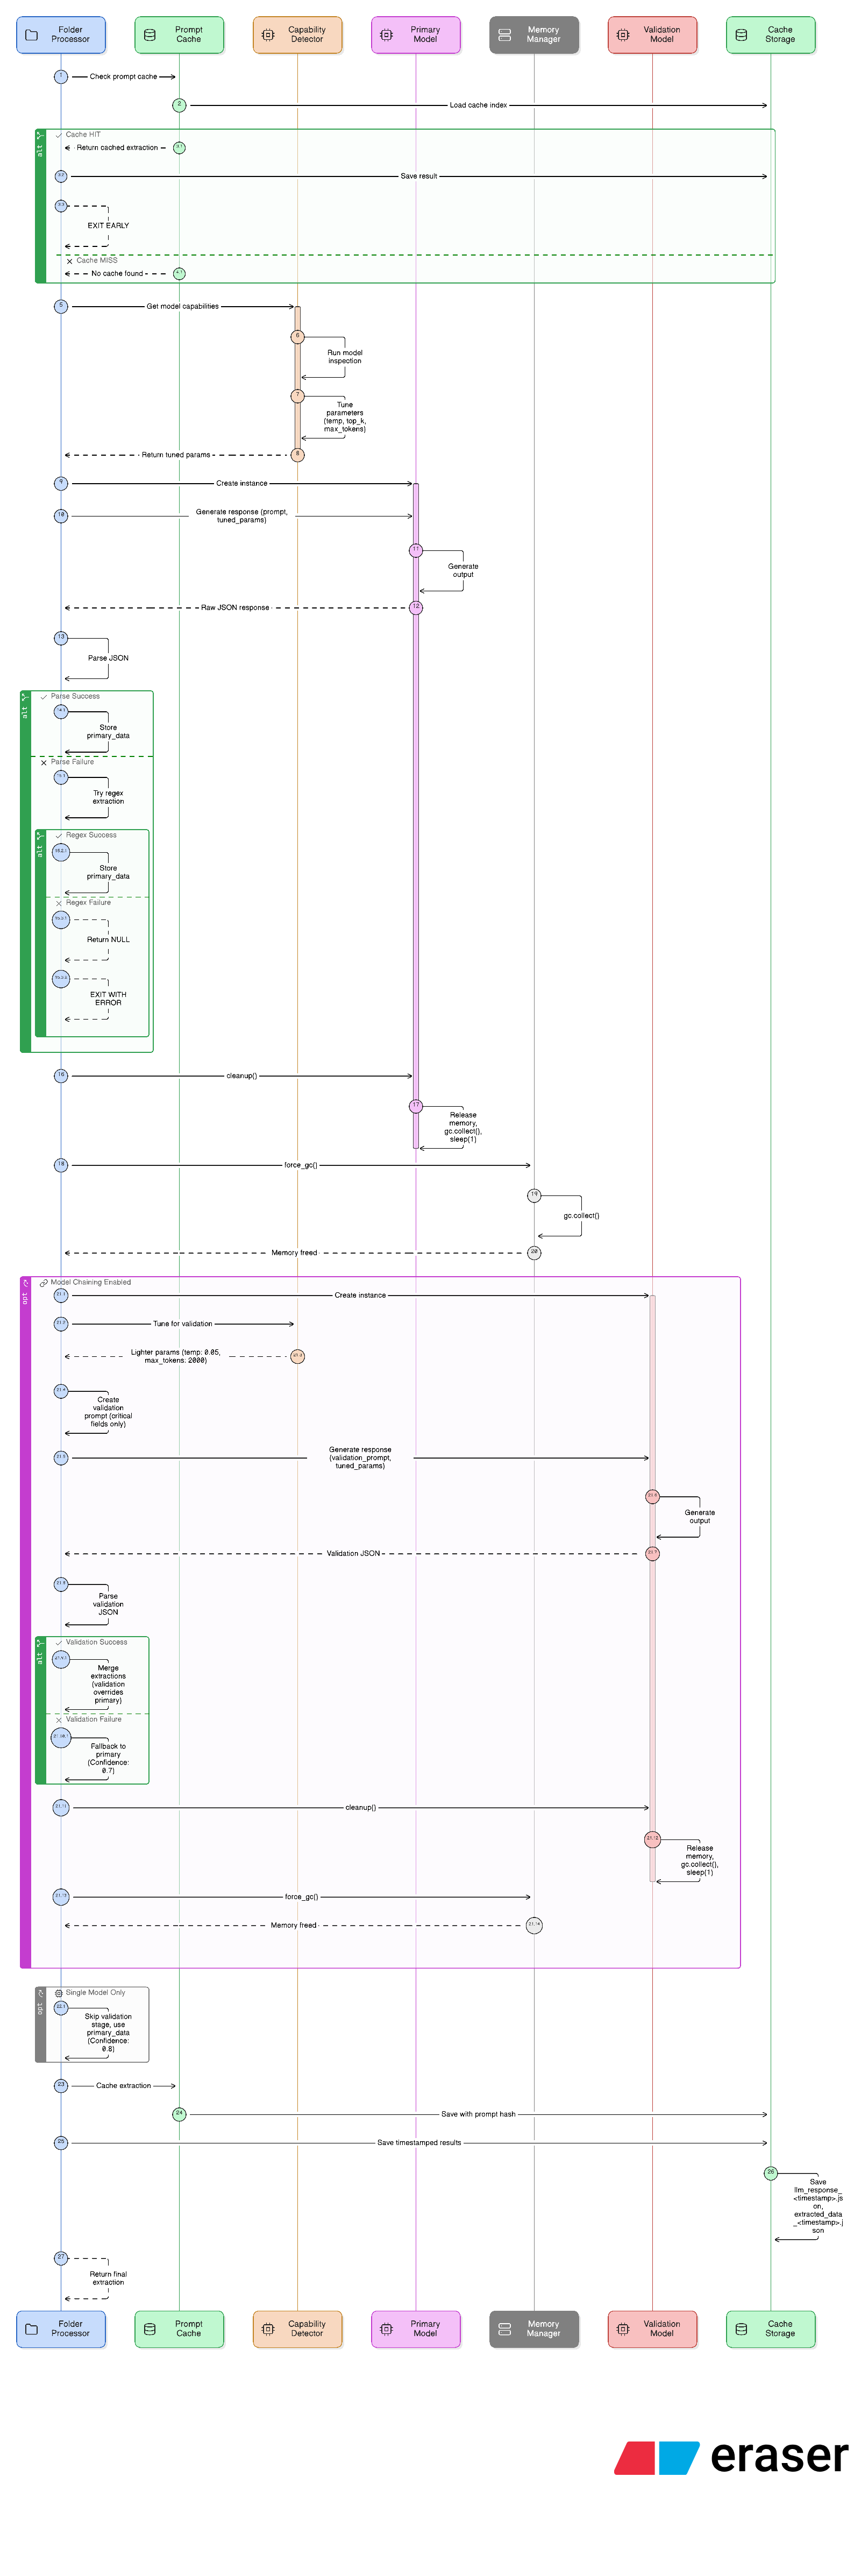 Folder
Processor
Prompt
Cache
Capability
Detector
Primary
Model
Memory
Manager
Validation
Model
Cache
Storage
1
Check prompt cache
2
Load cache index
alt
Cache HIT
Return cached extraction
3.1
3.2
Save result
3.3
EXIT EARLY
Cache MISS
No cache found
4.1
5
Get model capabilities
6
Run model
inspection
7
Tune
parameters
(temp, top_k,
max_tokens)
Return tuned params
8
9
Create instance
10
Generate response (prompt,
tuned_params)
11
Generate
output
Raw JSON response
12
13
Parse JSON
alt
Parse Success
14.1
Store
primary_data
Parse Failure
15.1
Try regex
extraction
alt
Regex Success
15.2.1
Store
primary_data
Regex Failure
15.3.1
Return NULL
15.3.2
EXIT WITH
ERROR
16
cleanup()
17
Release
memory,
gc.collect(),
sleep(1)
18
force_gc()
19
gc.collect()
Memory freed
20
opt
Model Chaining Enabled
21.1
Create instance
21.2
Tune for validation
Lighter params (temp: 0.05,
max_tokens: 2000)
21.3
21.4
Create
validation
prompt (critical
fields only)
21.5
Generate response
(validation_prompt,
tuned_params)
21.6
Generate
output
Validation JSON
21.7
21.8
Parse
validation
JSON
alt
Validation Success
21.9.1
Merge
extractions
(validation
overrides
primary)
Validation Failure
21.10.1
Fallback to
primary
(Confidence:
0.7)
21.11
cleanup()
21.12
Release
memory,
gc.collect(),
sleep(1)
21.13
force_gc()
Memory freed
21.14
opt
Single Model Only
22.1
Skip validation
stage, use
primary_data
(Confidence:
0.8)
23
Cache extraction
24
Save with prompt hash
25
Save timestamped results
26
Save
llm_response_
<timestamp>.js
on,
extracted_data
_<timestamp>.j
son
27
Return final
extraction
Folder
Processor
Prompt
Cache
Capability
Detector
Primary
Model
Memory
Manager
Validation
Model
Cache
Storage
eraser